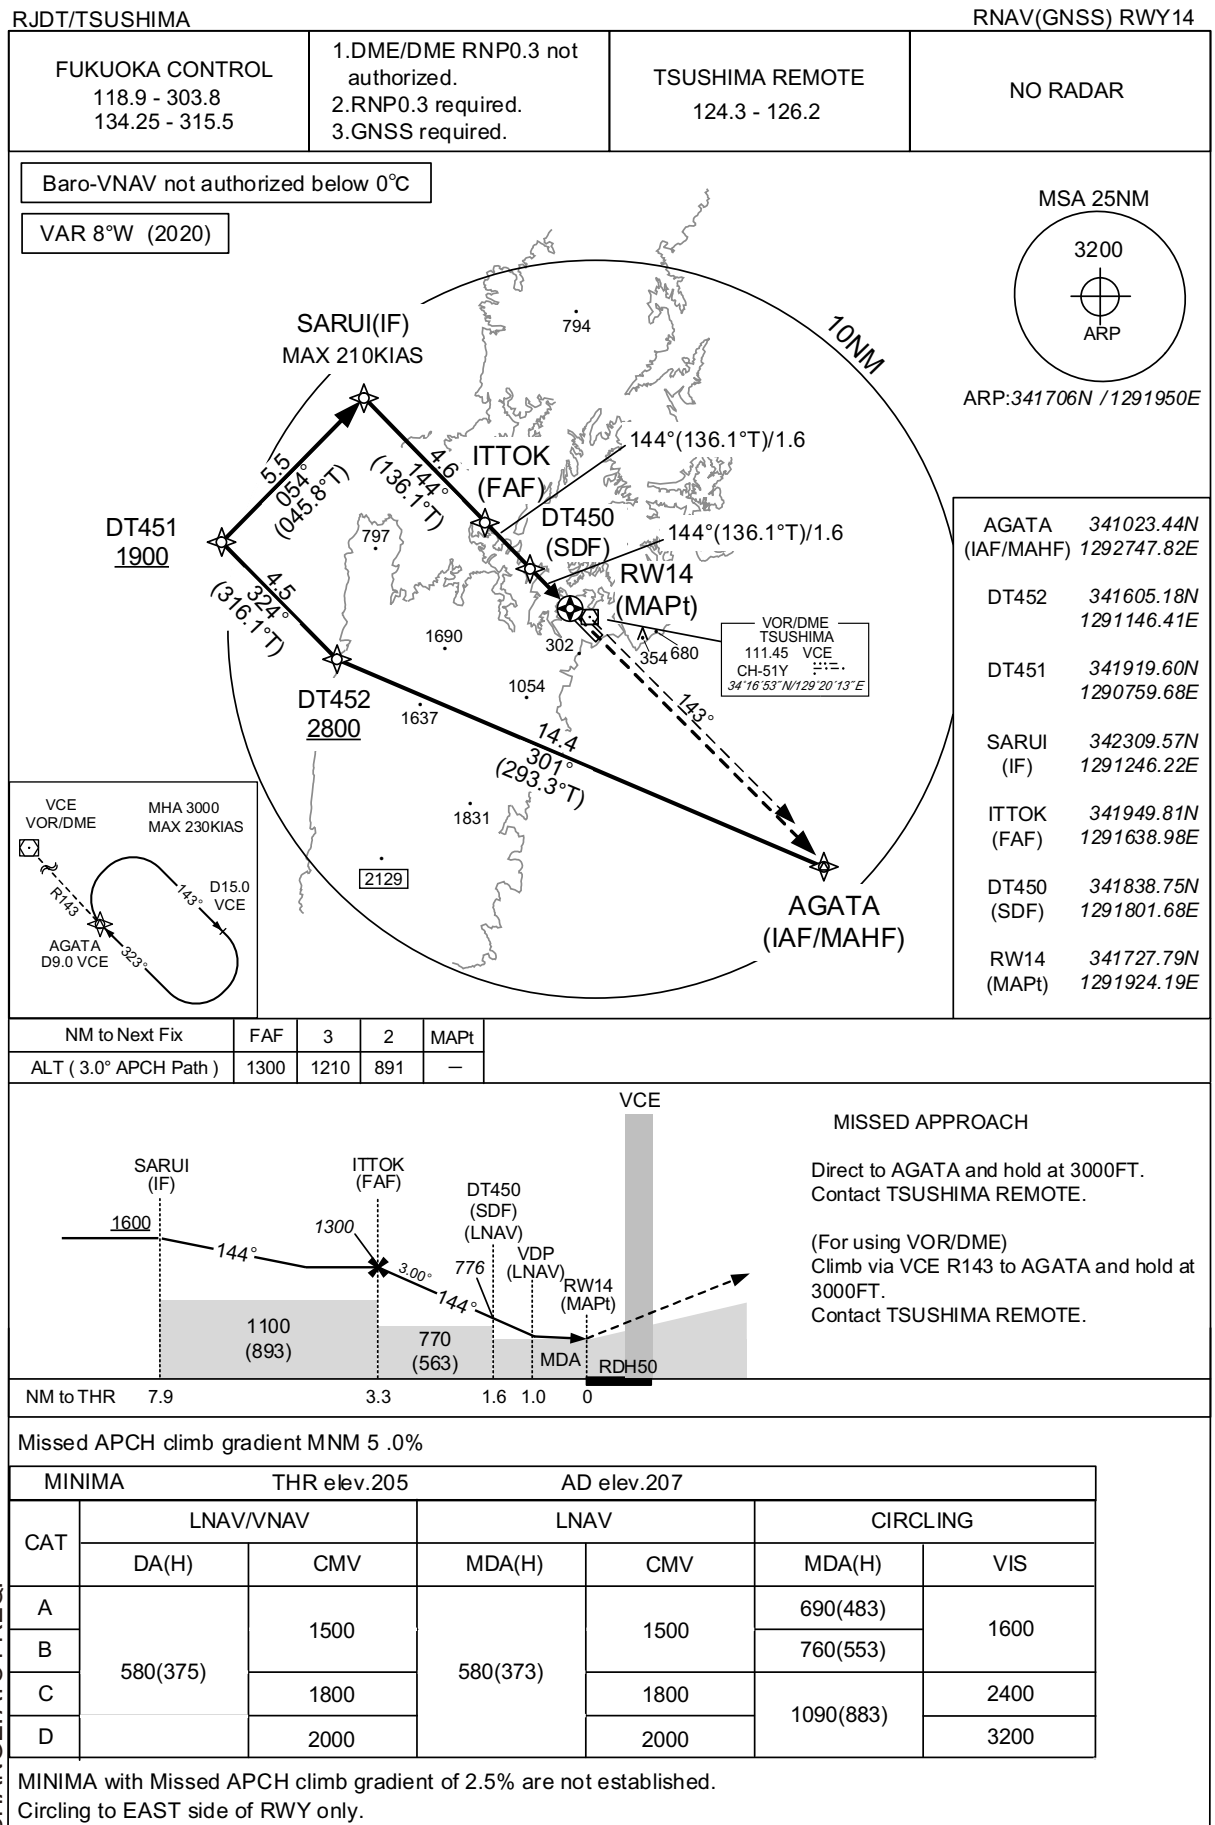 RJDT/TSUSHIMA
RNAV(GNSS) RWY14
FUKUOKA CONTROL
118.9 - 303.8
134.25 - 315.5
1.DME/DME RNP0.3 not
authorized.
2.RNP0.3 required.
3.GNSS required.
TSUSHIMA REMOTE
124.3 - 126.2
NO RADAR
Baro-VNAV not authorized below 0°C
VAR 8°W (2020)
MSA 25NM
3200
ARP
ARP:341706N /1291950E
10NM
794
SARUI(IF)
MAX 210KIAS
5.5
054°
(045.8°T)
4.6
144°
(136.1°T)
ITTOK
(FAF)
144°(136.1°T)/1.6
DT450
(SDF)
144°(136.1°T)/1.6
RW14
(MAPt)
DT451
1900
797
4.5
324°
(316.1°T)
1690
302
354
680
VOR/DME
TSUSHIMA
111.45 VCE
CH-51Y
34°16′53″N/129°20′13″E
DT452
2800
1637
1054
143°
14.4
301°
(293.3°T)
1831
2129
AGATA
(IAF/MAHF)
AGATA 341023.44N
(IAF/MAHF) 1292747.82E
DT452 341605.18N
1291146.41E
DT451 341919.60N
1290759.68E
SARUI 342309.57N
(IF) 1291246.22E
ITTOK 341949.81N
(FAF) 1291638.98E
DT450 341838.75N
(SDF) 1291801.68E
RW14 341727.79N
(MAPt) 1291924.19E
VCE
VOR/DME
MHA 3000
MAX 230KIAS
R143
143°
D15.0
VCE
AGATA
D9.0 VCE
323°
NM to Next Fix FAF 3 2 MAPt
ALT ( 3.0° APCH Path ) 1300 1210 891 —
VCE
SARUI
(IF)
1600
144°
ITTOK
(FAF)
1300
3.00°
144°
DT450
(SDF)
(LNAV)
776
VDP
(LNAV)
RW14
(MAPt)
1100
(893)
770
(563)
MDA
RDH50
NM to THR 7.9 3.3 1.6 1.0 0
MISSED APPROACH
Direct to AGATA and hold at 3000FT.
Contact TSUSHIMA REMOTE.
(For using VOR/DME)
Climb via VCE R143 to AGATA and hold at
3000FT.
Contact TSUSHIMA REMOTE.
Missed APCH climb gradient MNM 5 .0%
MINIMA THR elev.205 AD elev.207
CAT LNAV/VNAV LNAV CIRCLING
DA(H) CMV MDA(H) CMV MDA(H) VIS
A 580(375) 1500 580(373) 1500 690(483) 1600
B 760(553)
C 1800 1800 1090(883) 2400
D 2000 2000 3200
MINIMA with Missed APCH climb gradient of 2.5% are not established.
Circling to EAST side of RWY only.